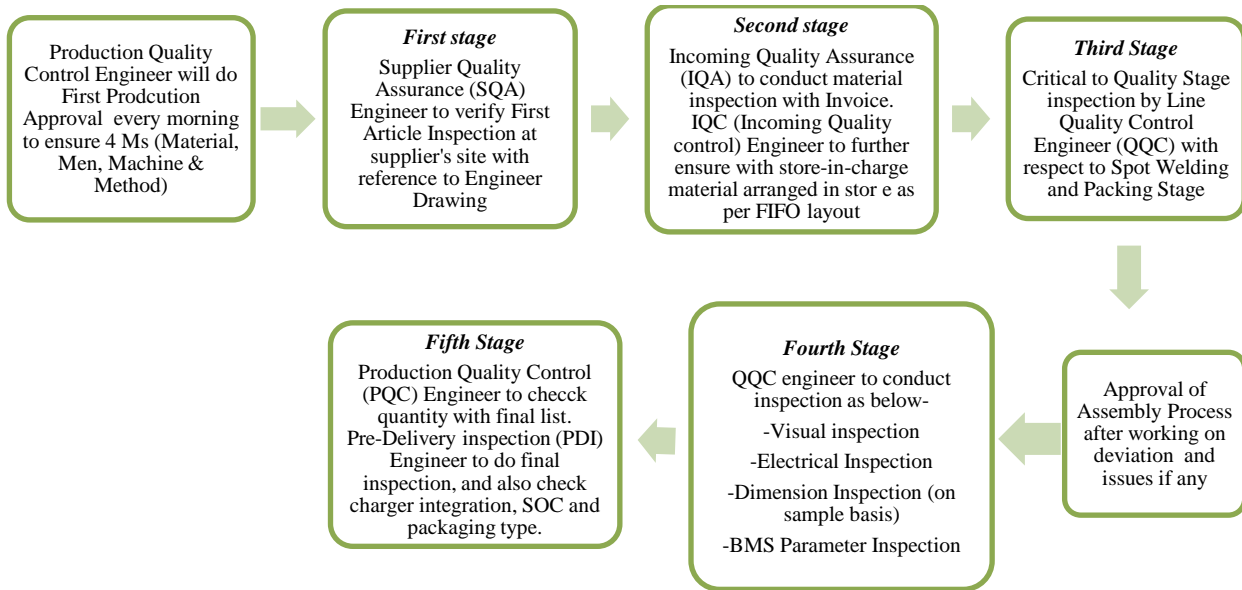 Production Quality
Control Engineer will do
First Prodcution
Approval every morning
to ensure 4 Ms (Material,
Men, Machine &
Method)
First stage
Supplier Quality
Assurance (SQA)
Engineer to verify First
Article Inspection at
supplier's site with
reference to Engineer
Drawing
Second stage
Incoming Quality Assurance
(IQA) to conduct material
inspection with Invoice.
IQC (Incoming Quality
control) Engineer to further
ensure with store-in-charge
material arranged in stor e as
per FIFO layout
Third Stage
Critical to Quality Stage
inspection by Line
Quality Control
Engineer (QQC) with
respect to Spot Welding
and Packing Stage
Approval of
Assembly Process
after working on
deviation and
issues if any
Fourth Stage
QQC engineer to conduct
inspection as below-
-Visual inspection
-Electrical Inspection
-Dimension Inspection (on
sample basis)
-BMS Parameter Inspection
Fifth Stage
Production Quality Control
(PQC) Engineer to checck
quantity with final list.
Pre-Delivery inspection (PDI)
Engineer to do final
inspection, and also check
charger integration, SOC and
packaging type.